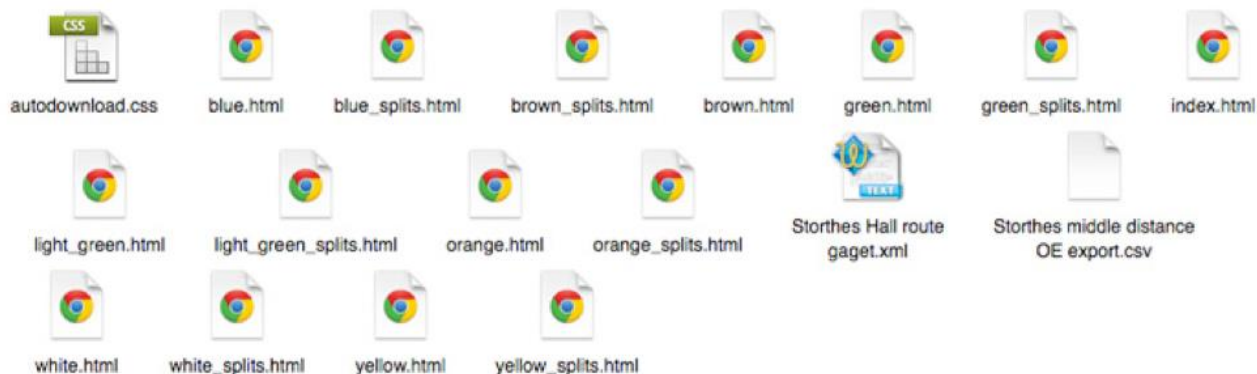 CSS
autodownload.css blue.html blue_splits.html brown_splits.html brown.html green.html green_splits.html index.html
TEXT
light_green.html light_green_splits.html orange.html orange_splits.html Storthes Hall route Storthes middle distance
gaget.xml OE export.csv
white.html white_splits.html yellow.html yellow_splits.html